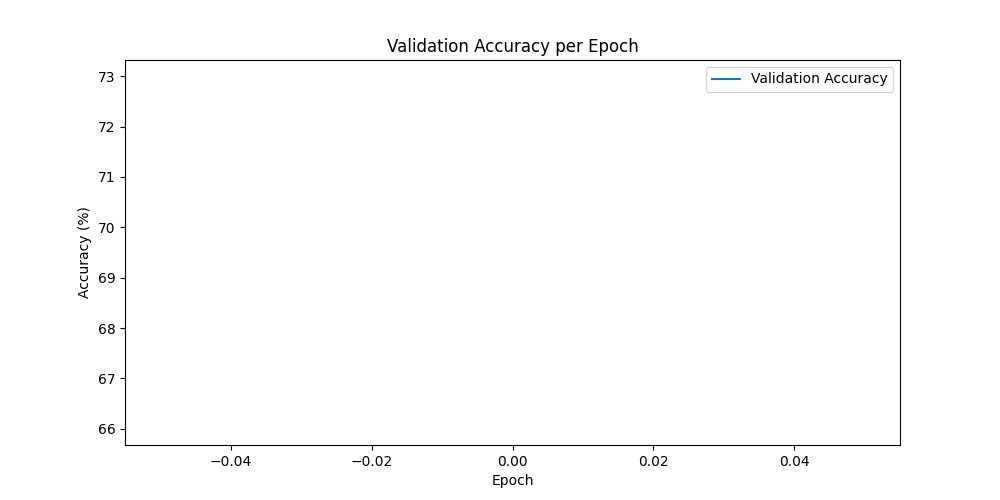 Validation Accuracy per Epoch
Validation Accuracy
73
72
71
70
69
68
67
66
Accuracy (%)
−0.04 −0.02 0.00 0.02 0.04
Epoch